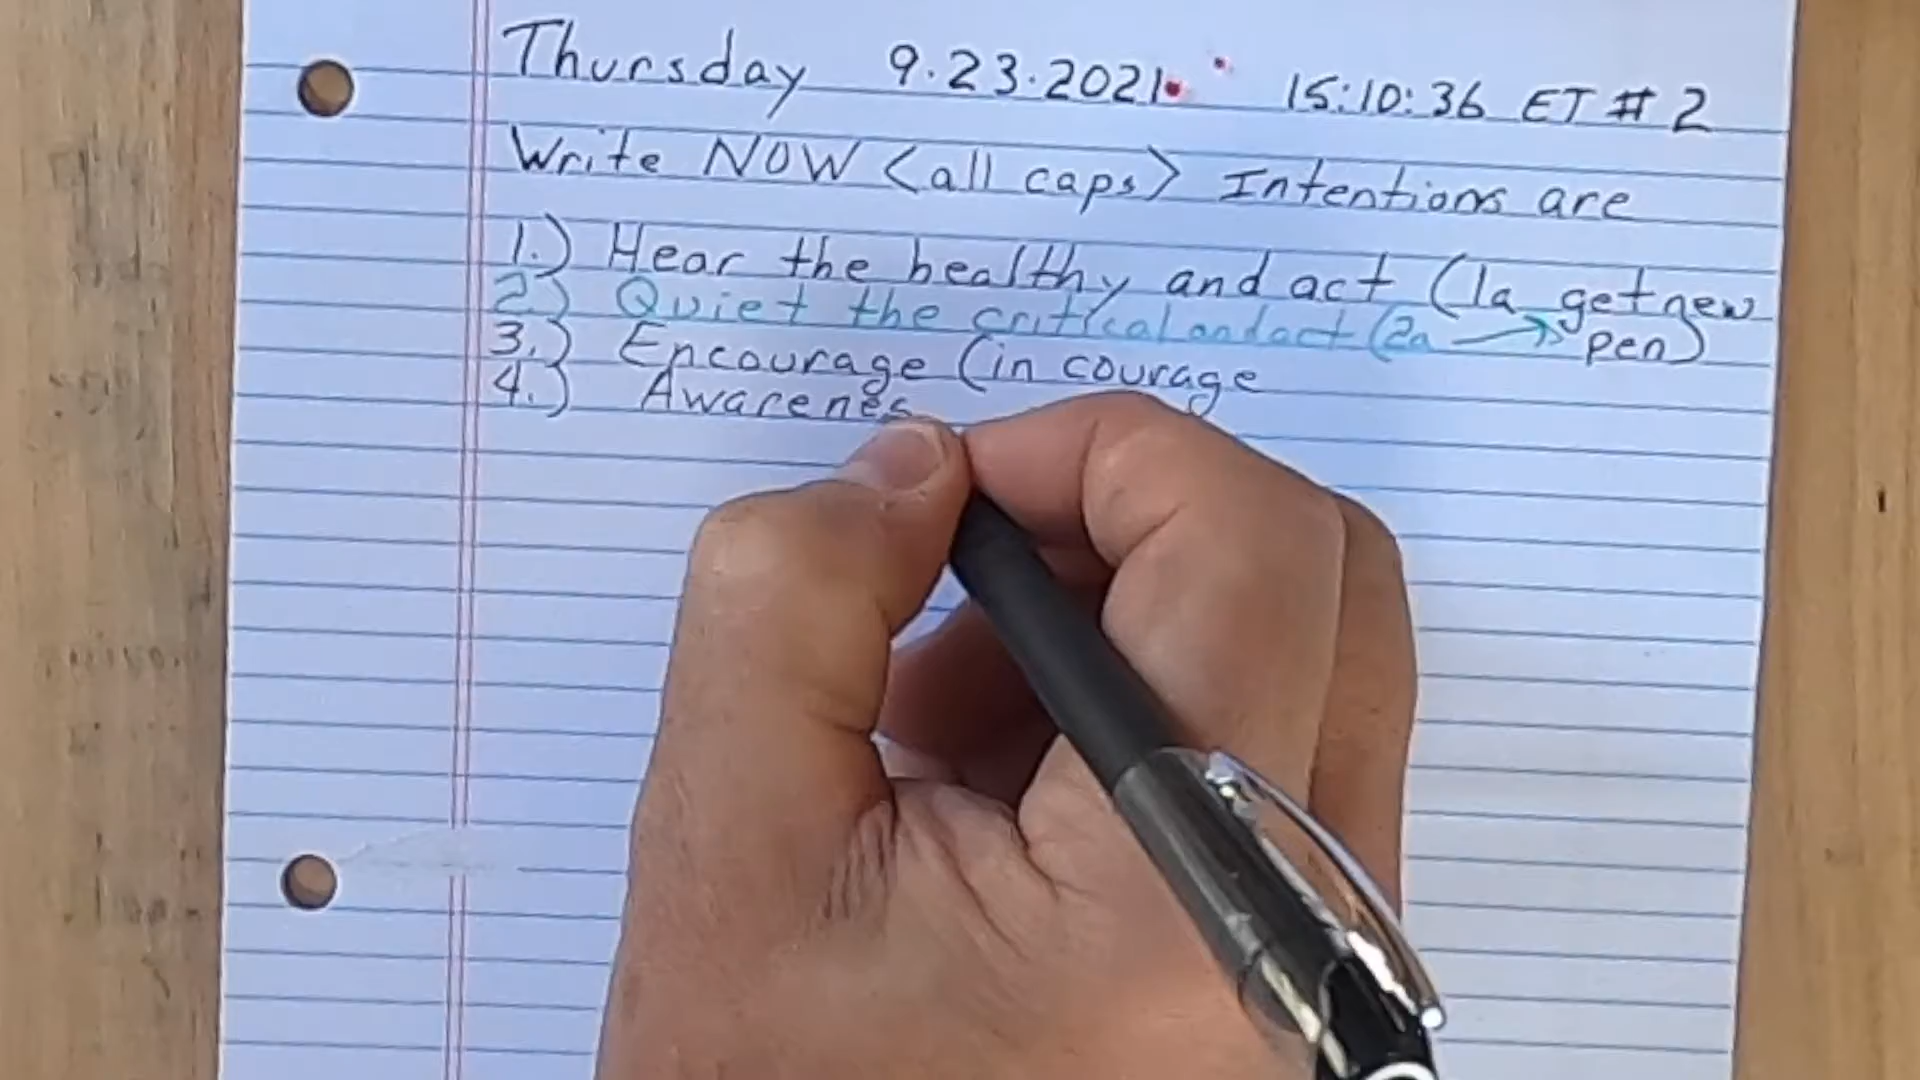 Thursday 9.23.2021. 15:10:36 ET # 2
Write NOW <all caps> Intentions are
1.) Hear the healthy and act (1a get new pen)
2.) Quiet the critical and act (2a →
3.) Encourage (in courage
4.) Awarenes